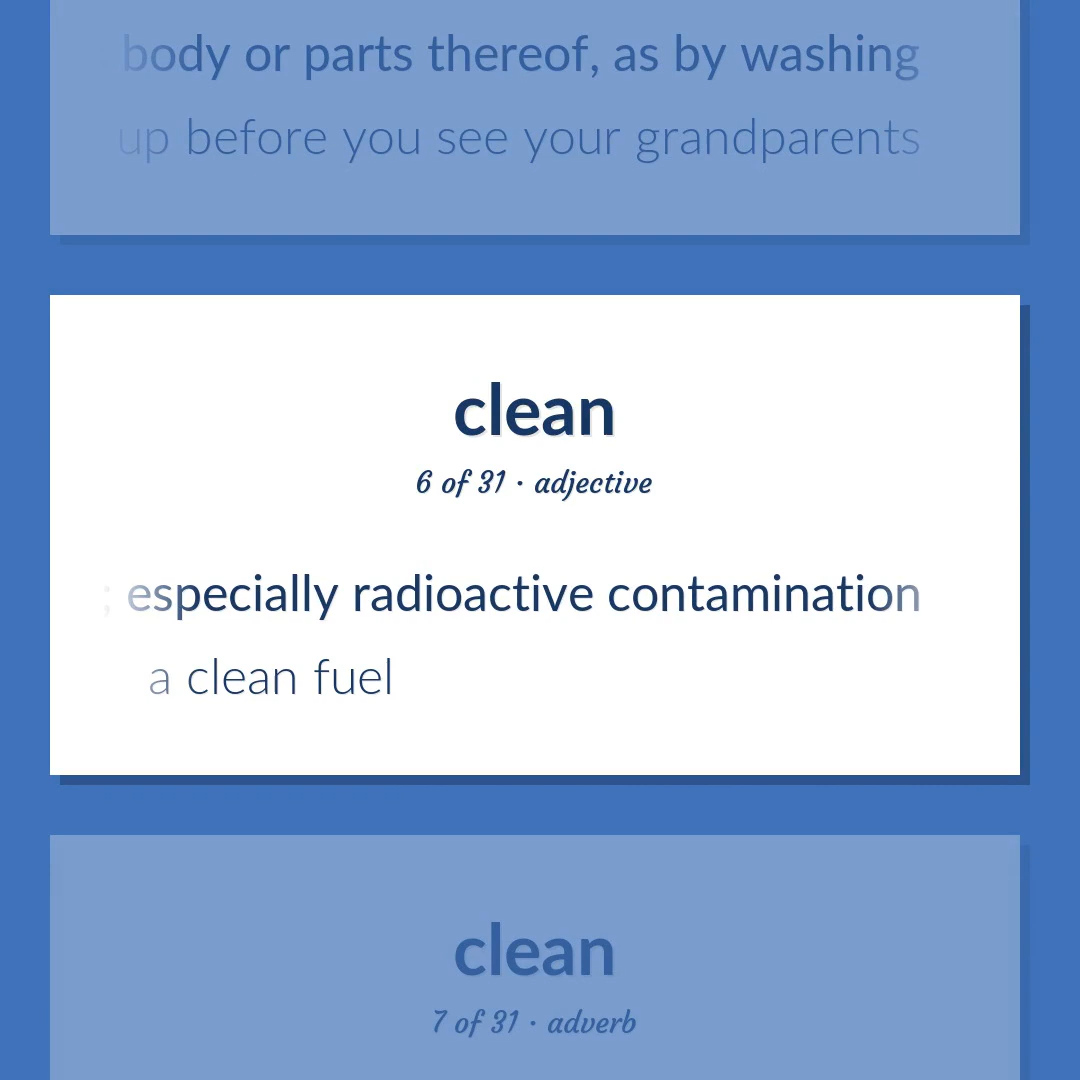 body or parts thereof, as by washing
up before you see your grandparents
clean
6 of 31 · adjective
; especially radioactive contamination
a clean fuel
clean
7 of 31 · adverb